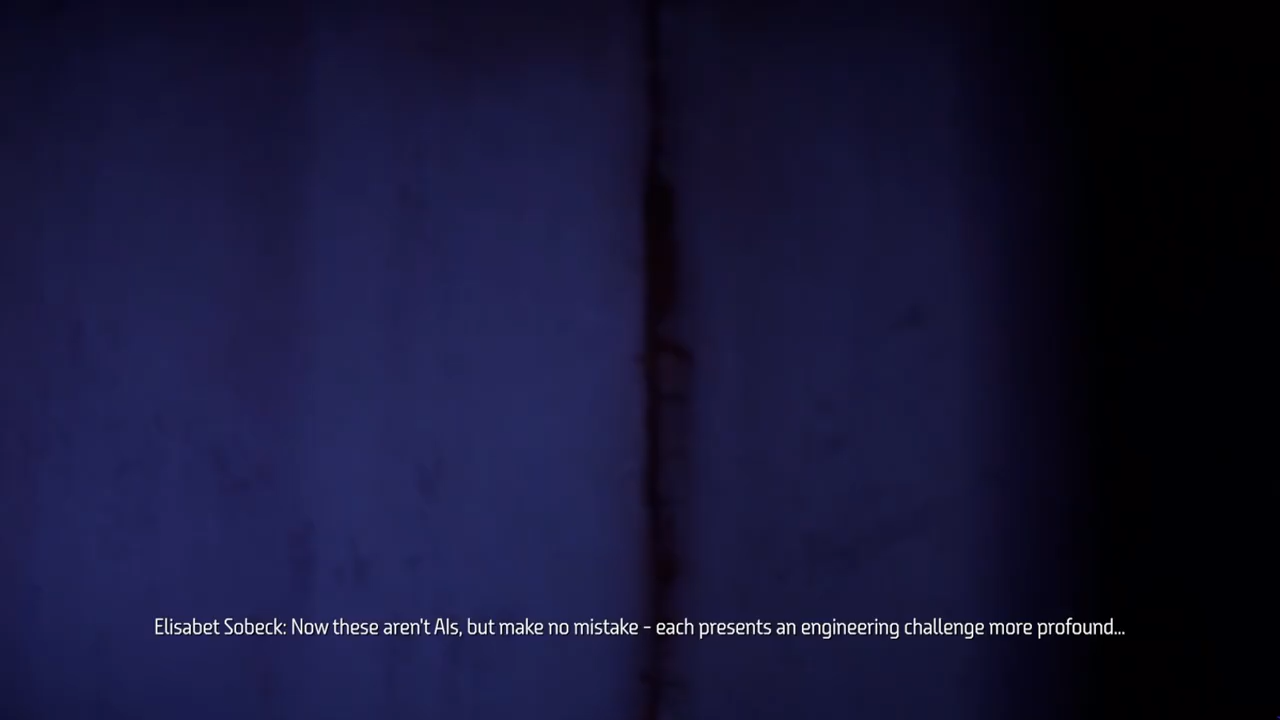 Elisabet Sobeck: Now these aren't AIs, but make no mistake - each presents an engineering challenge more profound...